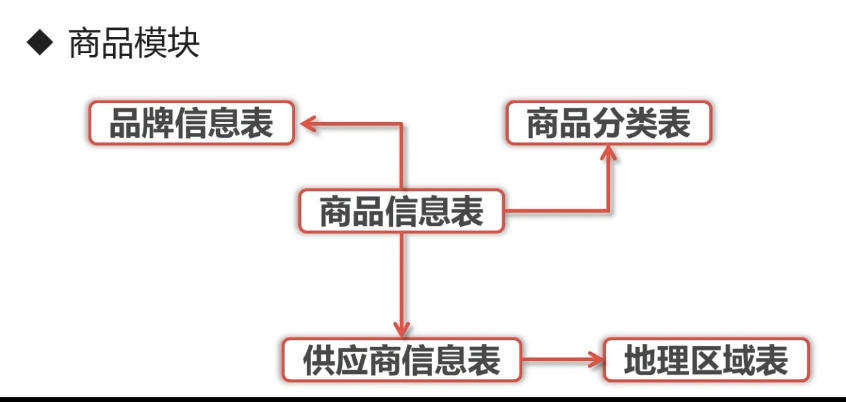 ◆ 商品模块
品牌信息表
商品分类表
商品信息表
供应商信息表
地理区域表